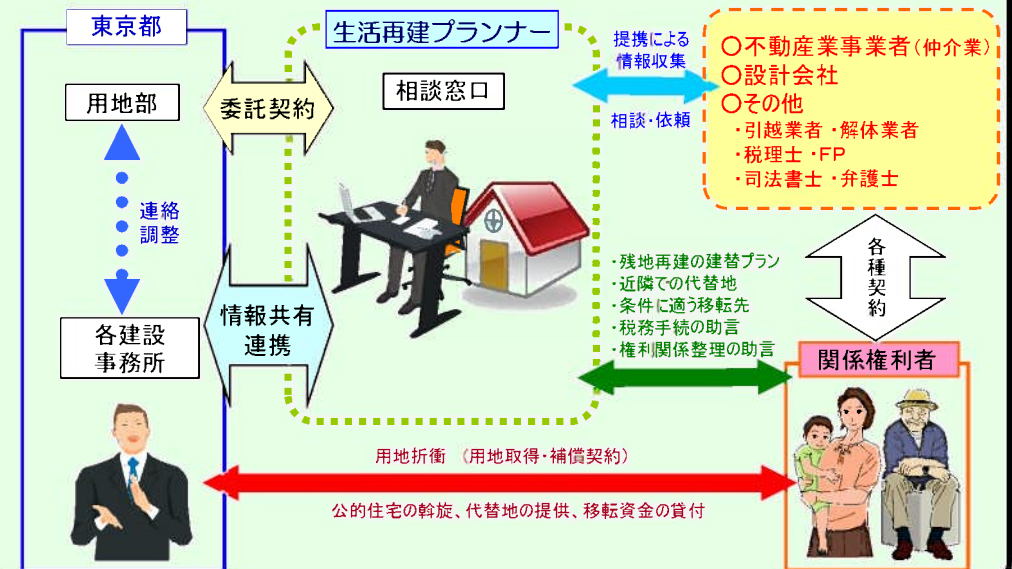 東京都
用地部
連絡
調整
各建設
事務所
委託契約
情報共有
連携
生活再建プランナー
相談窓口
提携による
情報収集
相談・依頼
〇不動産業事業者(仲介業)
〇設計会社
〇その他
・引越業者・解体業者
・税理士・FP
・司法書士・弁護士
各種契約
・残地再建の建替プラン
・近隣での代替地
・条件に適う移転先
・税務手続の助言
・権利関係整理の助言
関係権利者
用地折衝 (用地取得・補償契約)
公的住宅の斡旋、代替地の提供、移転資金の貸付